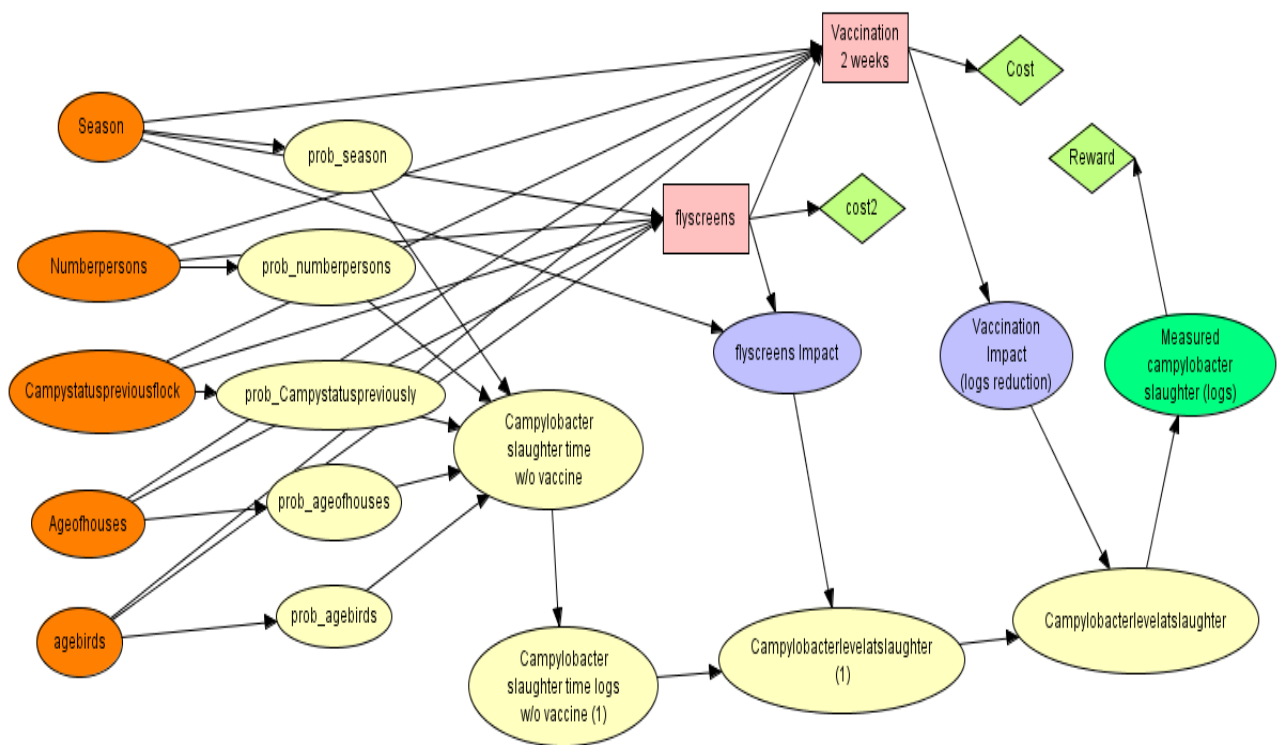 Vaccination
2 weeks
Cost
Season
prob_season
Reward
flyscreens
cost2
Numberpersons
prob_numberpersons
flyscreens Impact
Vaccination
Impact
(logs reduction)
Measured
campylobacter
slaughter (logs)
Campystatuspreviousflock
prob_Campystatuspreviously
Campylobacter
slaughter time
w/o vaccine
Ageofhouses
prob_ageofhouses
agebirds
prob_agebirds
Campylobacter
slaughter time logs
w/o vaccine (1)
Campylobacterlevelatslaughter
(1)
Campylobacterlevelatslaughter